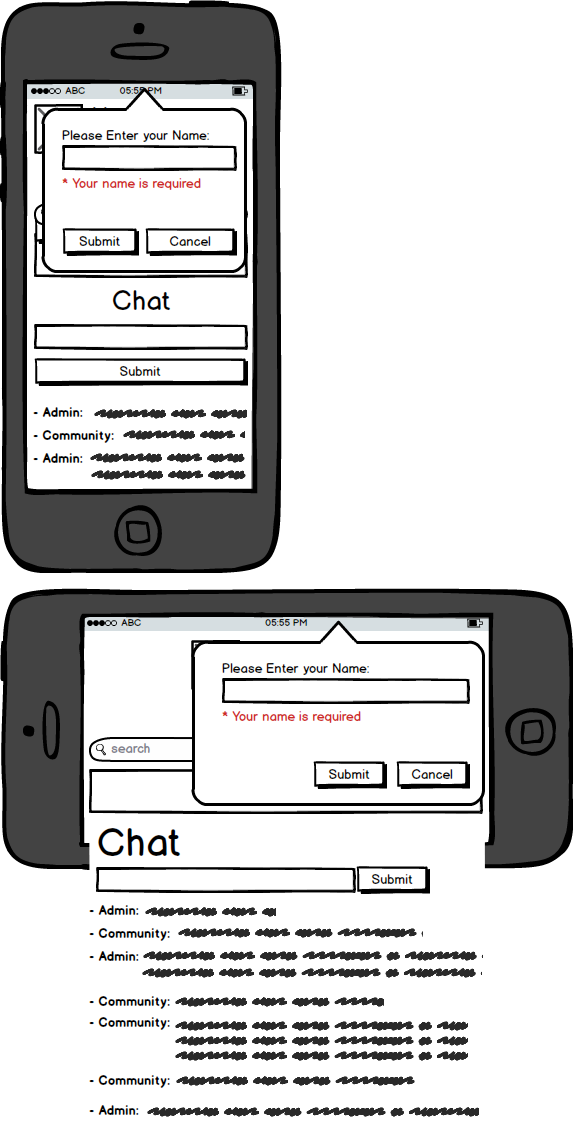 ABC 05:55 PM
Please Enter your Name:
* Your name is required
Submit Cancel
Chat
Submit
- Admin:
- Community:
- Admin:
ABC 05:55 PM
Please Enter your Name:
* Your name is required
search
Submit Cancel
Chat
Submit
- Admin:
- Community:
- Admin:
- Community:
- Community:
- Community:
- Admin: